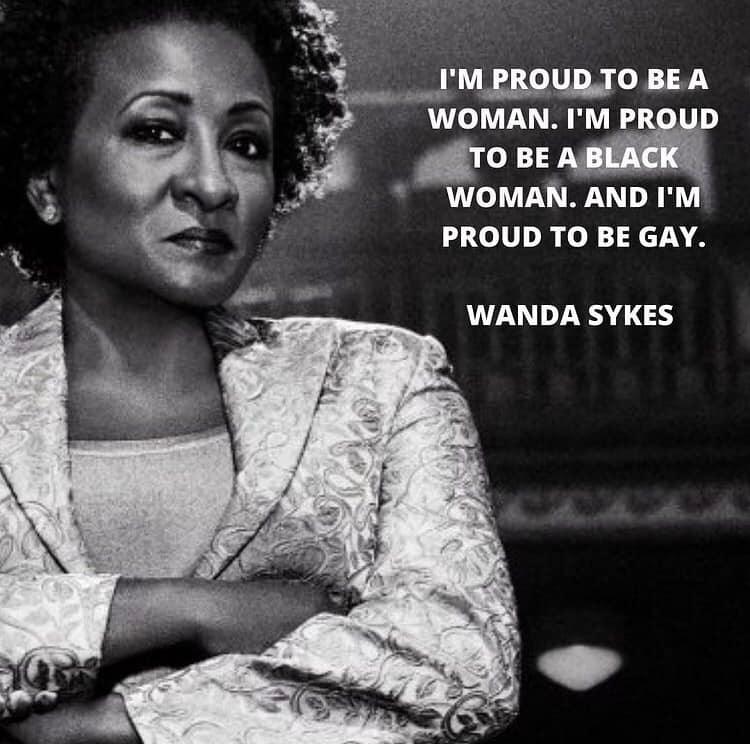 I'M PROUD TO BE A
WOMAN. I'M PROUD
TO BE A BLACK
WOMAN. AND I'M
PROUD TO BE GAY.
WANDA SYKES